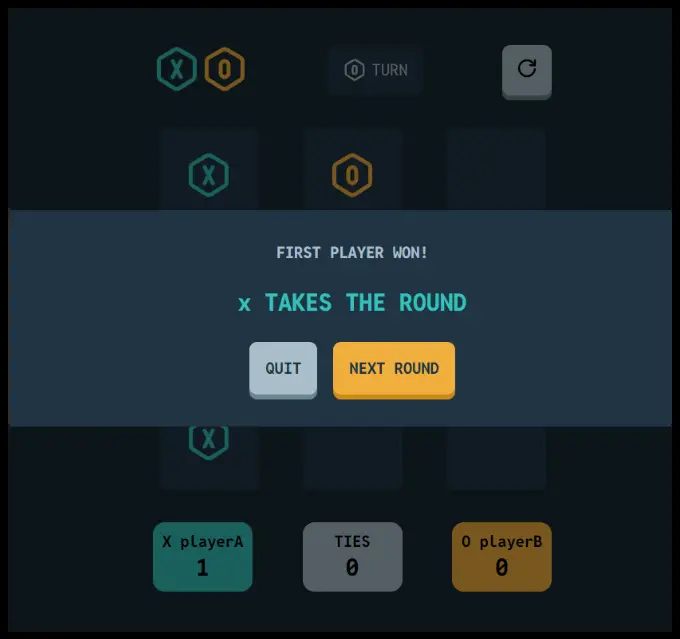 X O O TURN
X O
FIRST PLAYER WON!
x TAKES THE ROUND
QUIT NEXT ROUND
X
X playerA TIES O playerB
1 0 0